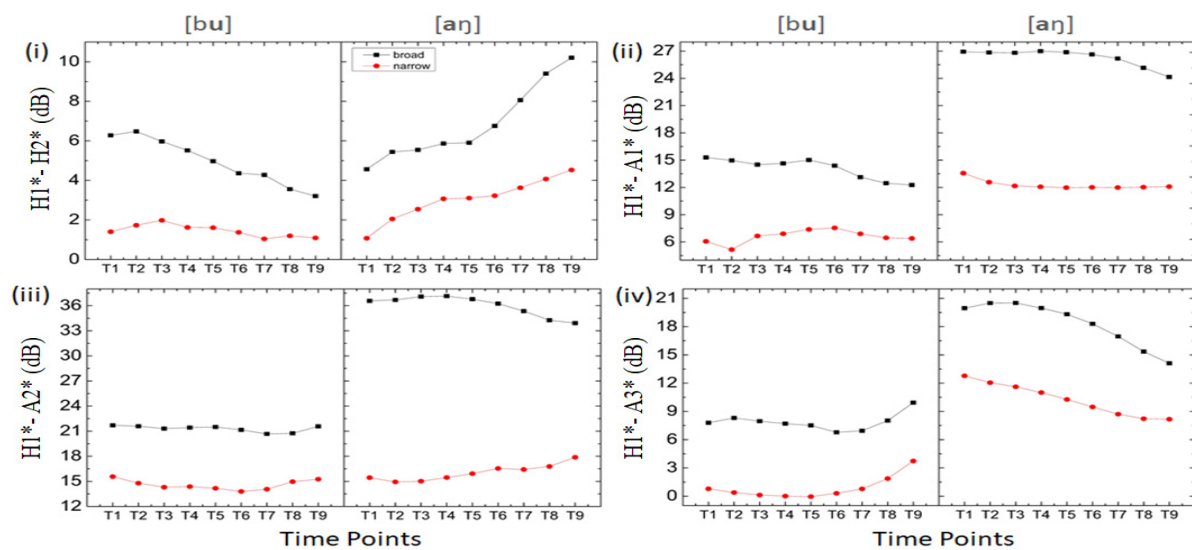 [bu] [aŋ] [bu] [aŋ]
(i)
H1*- H2* (dB)
10
8
6
4
2
0
broad
narrow
T1 T2 T3 T4 T5 T6 T7 T8 T9 T1 T2 T3 T4 T5 T6 T7 T8 T9
(ii)
H1*- A1* (dB)
27
24
21
18
15
12
9
6
T1 T2 T3 T4 T5 T6 T7 T8 T9 T1 T2 T3 T4 T5 T6 T7 T8 T9
(iii)
H1*- A2* (dB)
36
33
30
27
24
21
18
15
12
T1 T2 T3 T4 T5 T6 T7 T8 T9 T1 T2 T3 T4 T5 T6 T7 T8 T9
Time Points
(iv)
H1*- A3* (dB)
21
18
15
12
9
6
3
0
T1 T2 T3 T4 T5 T6 T7 T8 T9 T1 T2 T3 T4 T5 T6 T7 T8 T9
Time Points